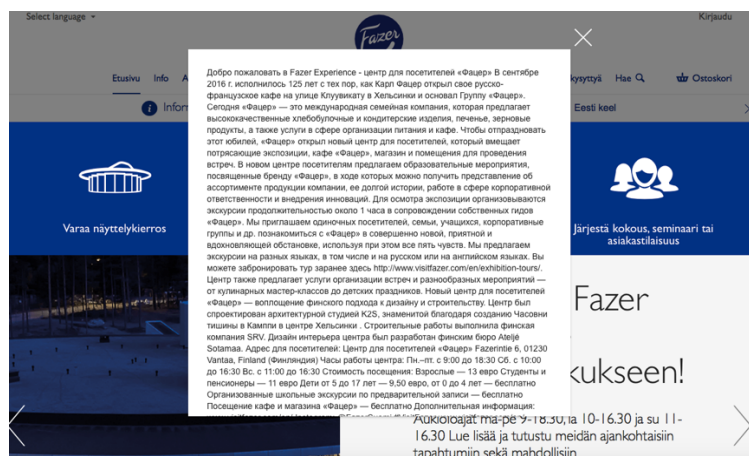 Select language
Kirjaudu
Fazer
Etusivu Info A
kysyttyä Hae Ostoskori
Infor
Eesti keel
Varaa näyttelykierros
Järjestä kokous, seminaari tai
asiakastilaisuus
Добро пожаловать в Fazer Experience - центр для посетителей «Фацер» В сентябре
2016 г. исполнилось 125 лет с тех пор, как Карл Фацер открыл свое русско-
французское кафе на улице Клуувикату в Хельсинки и основал Группу «Фацер».
Сегодня «Фацер» — это международная семейная компания, которая предлагает
высококачественные хлебобулочные и кондитерские изделия, печенье, зерновые
продукты, а также услуги в сфере организации питания и кафе. Чтобы отпраздновать
этот юбилей, «Фацер» открыл новый центр для посетителей, который вмещает
потрясающие экспозиции, кафе «Фацер», магазин и помещения для проведения
встреч. В новом центре посетителям предлагаем образовательные мероприятия,
посвященные бренду «Фацер», в ходе которых можно получить представление об
ассортименте продукции компании, ее долгой истории, работе в сфере корпоративной
ответственности и внедрения инноваций. Для осмотра экспозиции организовываются
экскурсии продолжительностью около 1 часа в сопровождении собственных гидов
«Фацер». Мы приглашаем одиночных посетителей, семьи, учащихся, корпоративные
группы и др. познакомиться с «Фацер» в совершенно новой, приятной и
вдохновляющей обстановке, используя при этом все пять чувств. Мы предлагаем
экскурсии на разных языках, в том числе и на русском или на английском языках. Вы
можете забронировать тур заранее здесь http://www.visitfazer.com/en/exhibition-tours/.
Центр также предлагает услуги организации встреч и разнообразных мероприятий —
от кулинарных мастер-классов до детских праздников. Новый центр для посетителей
«Фацер» — воплощение финского подхода к дизайну и строительству. Центр был
спроектирован архитектурной студией K2S, знаменитой благодаря созданию Часовни
тишины в Камппи в центре Хельсинки . Строительные работы выполнила финская
компания SRV. Дизайн интерьера центра был разработан финским бюро Ateljé
Sotamaa. Адрес для посетителей: Центр для посетителей «Фацер» Fazerintie 6, 01230
Vantaa, Finland (Финляндия) Часы работы центра: Пн.–пт. с 9:00 до 18:30 Сб. с 10:00
до 16:30 Вс. с 11:00 до 16:30 Стоимость посещения: Взрослые — 13 евро Студенты и
пенсионеры — 11 евро Дети от 5 до 17 лет — 9,50 евро, от 0 до 4 лет — бесплатно
Организованные школьные экскурсии по предварительной записи — бесплатно
Посещение кафе и магазина «Фацер» — бесплатно Дополнительная информация:
Fazer
kukseen!
Aukioloajat ma-pe 9-18.30, la 10-16.30 ja su 11-
16.30 Lue lisää ja tutustu meidän ajankohtaisiin
tapahtumiin sekä mahdollisiin